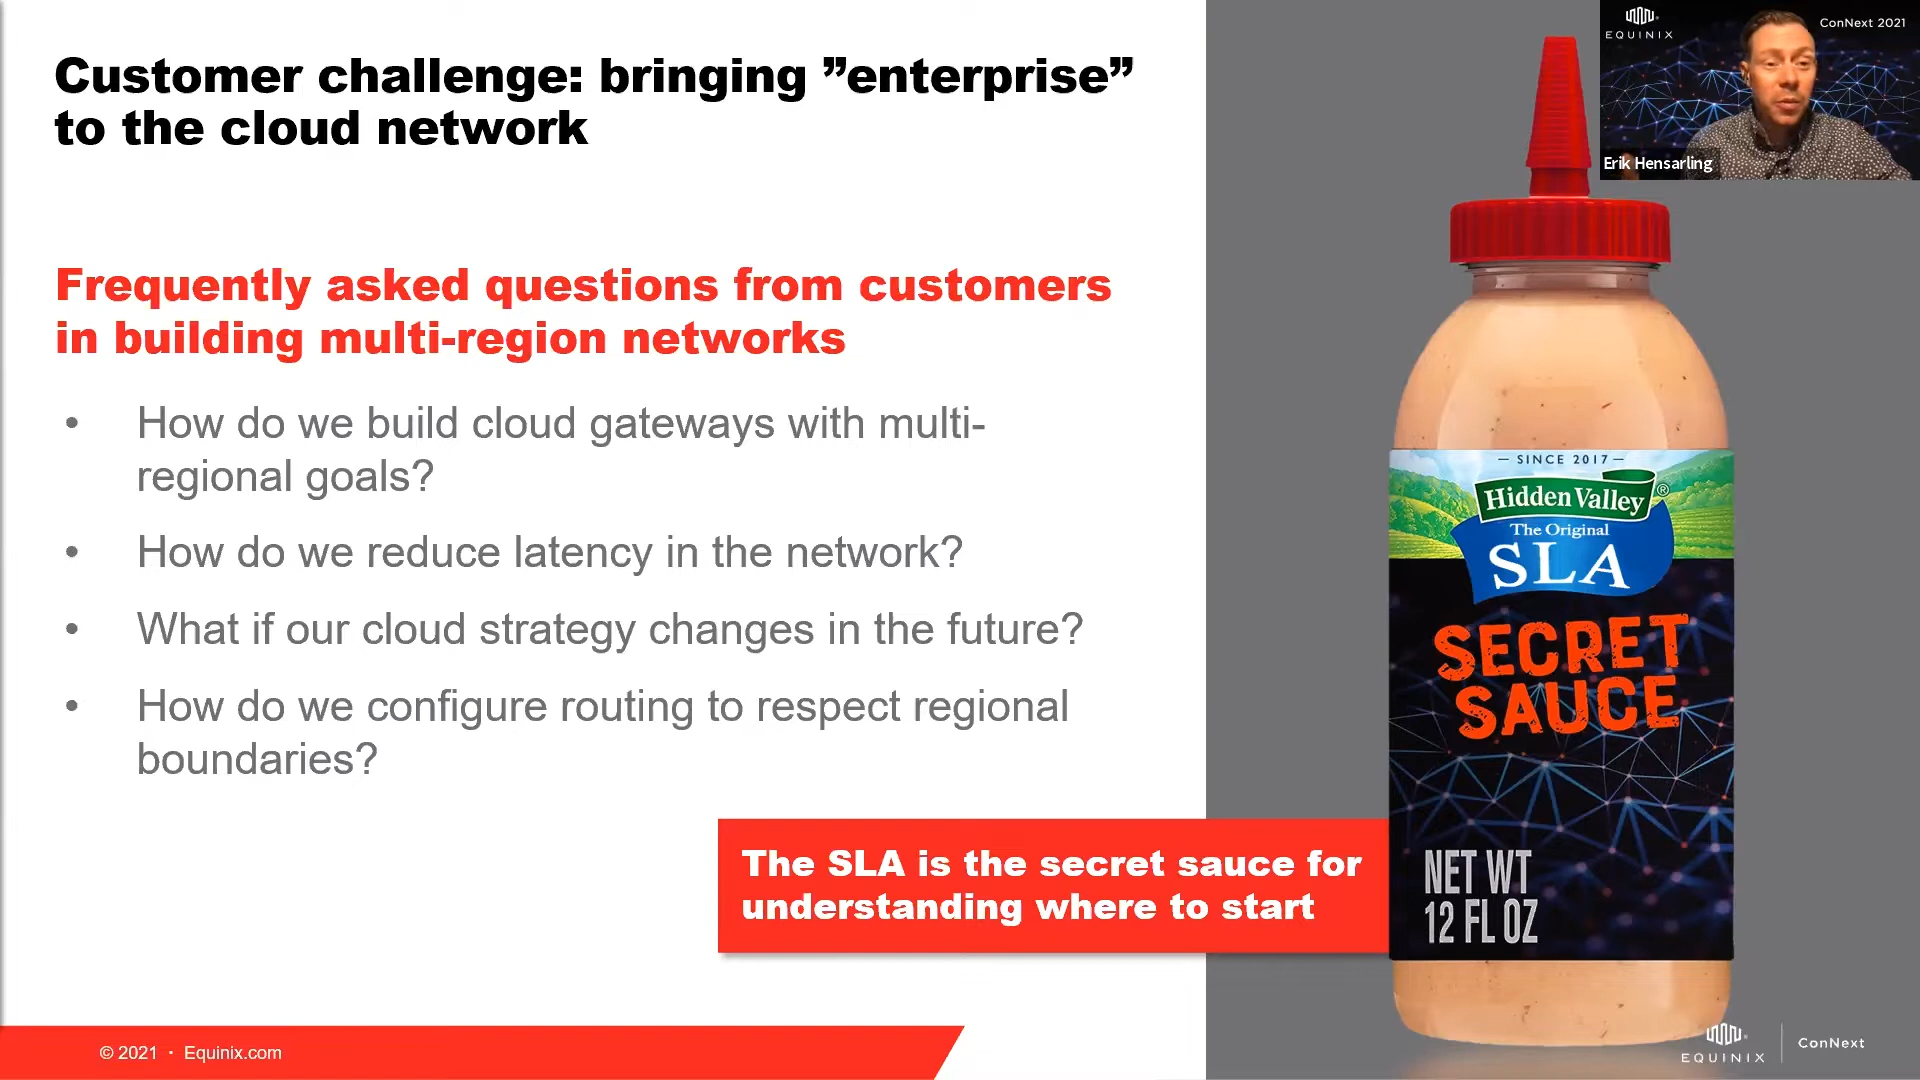 Customer challenge: bringing ”enterprise”
to the cloud network
Frequently asked questions from customers
in building multi-region networks
• How do we build cloud gateways with multi-
regional goals?
• How do we reduce latency in the network?
• What if our cloud strategy changes in the future?
• How do we configure routing to respect regional
boundaries?
The SLA is the secret sauce for
understanding where to start
© 2021 · Equinix.com
EQUINIX
ConNext 2021
Erik Hensarling
— SINCE 2017 —
Hidden Valley ®
The Original
SLA
SECRET
SAUCE
NET WT
12 FL OZ
EQUINIX
ConNext